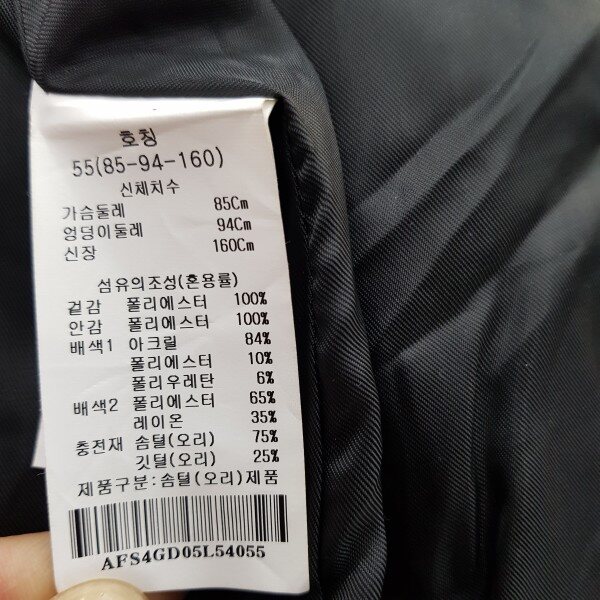 호칭
55(85-94-160)
신체치수
가슴둘레 85Cm
엉덩이둘레 94Cm
신장 160Cm
섬유의조성(혼용률)
겉감 폴리에스터 100%
안감 폴리에스터 100%
배색1 아크릴 84%
폴리에스터 10%
폴리우레탄 6%
배색2 폴리에스터 65%
레이온 35%
충전재 솜털(오리) 75%
깃털(오리) 25%
제품구분:솜털(오리)제품
AFS4GD05L54055